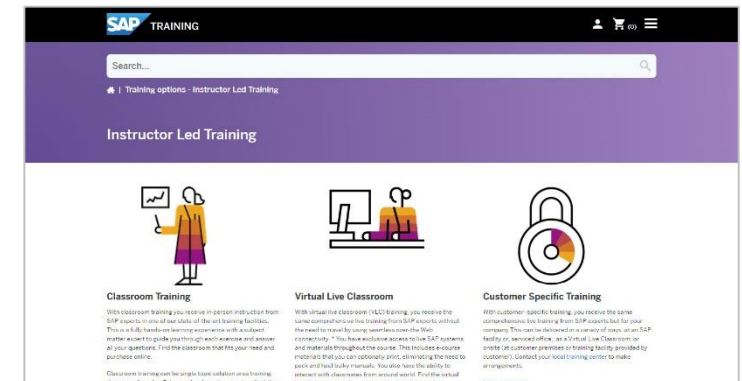 SAP TRAINING
(0)
Search...
| Training options - Instructor Led Training
Instructor Led Training
Classroom Training
With classroom training you receive in-person instruction from
SAP experts in one of our state-of-the-art training facilities.
This is a fully hands-on learning experience with a subject
matter expert to guide you through each exercise and answer
all your questions. Find the classroom that fits your need and
purchase online.
Classroom training can be single topic solution area training
Virtual Live Classroom
With virtual live classroom (VLC) training, you receive the
same comprehensive live training from SAP experts without
the need to travel by using seamless over-the Web
connectivity. * You have exclusive access to live SAP systems
and materials throughout the course. This includes e-course
materials that you can optionally print, eliminating the need to
pack and haul bulky manuals. You also have the ability to
interact with classmates from around world. Find the virtual
Customer Specific Training
With customer-specific training, you receive the same
comprehensive live training from SAP experts but for your
company. This can be delivered in a variety of ways: at an SAP
facility or, serviced office, as a Virtual Live Classroom; or
onsite (at customer premises or training facility provided by
customer). Contact your local training center to make
arrangements.